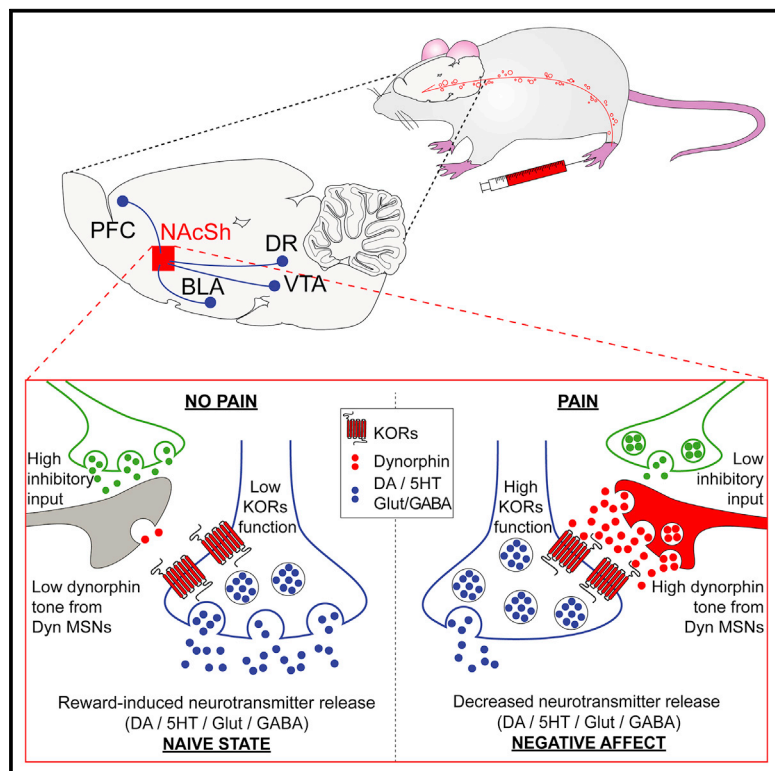 PFC
NAcSh
DR
BLA
VTA
NO PAIN
High
inhibitory
input
Low
KORs
function
Low dynorphin
tone from
Dyn MSNs
Reward-induced neurotransmitter release
(DA / 5HT / Glut / GABA)
NAIVE STATE
KORs
Dynorphin
DA / 5HT
Glut/GABA
PAIN
High
KORs
function
Low
inhibitory
input
High dynorphin
tone from
Dyn MSNs
Decreased neurotransmitter release
(DA / 5HT / Glut / GABA)
NEGATIVE AFFECT